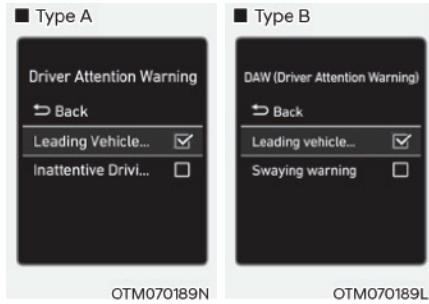 ■ Type A
Driver Attention Warning
⮌ Back
Leading Vehicle...
Inattentive Drivi...
OTM070189N
■ Type B
DAW (Driver Attention Warning)
⮌ Back
Leading vehicle...
Swaying warning
OTM070189L